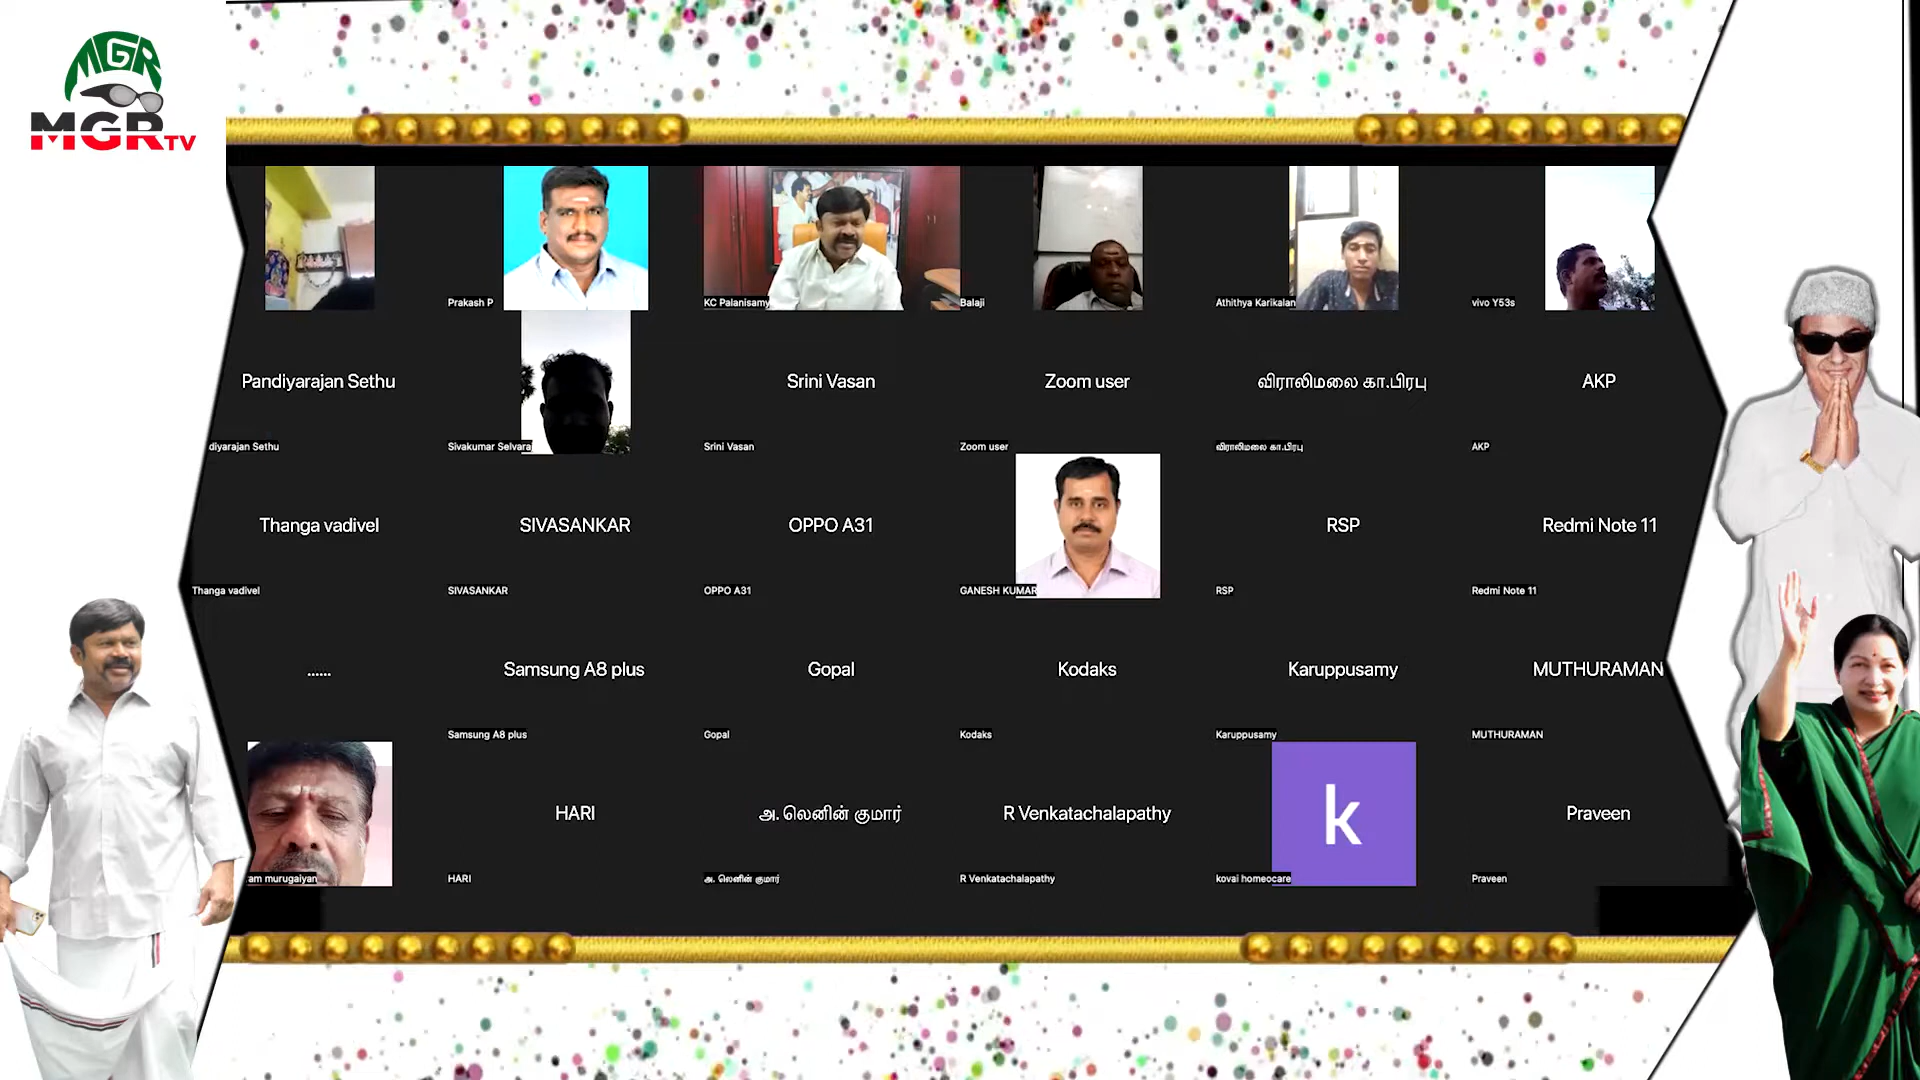 MGR
MGR TV
Prakash P
KC Palanisamy
Balaji
Athithya Karikalan
vivo Y53s
Pandiyarajan Sethu
Srini Vasan
Zoom user
விராலிமலை கா.பிரபு
AKP
diyarajan Sethu
Sivakumar Selvaraj
Srini Vasan
Zoom user
விராலிமலை கா.பிரபு
AKP
Thanga vadivel
SIVASANKAR
OPPO A31
RSP
Redmi Note 11
Thanga vadivel
SIVASANKAR
OPPO A31
GANESH KUMAR
RSP
Redmi Note 11
......
Samsung A8 plus
Gopal
Kodaks
Karuppusamy
MUTHURAMAN
Samsung A8 plus
Gopal
Kodaks
Karuppusamy
MUTHURAMAN
HARI
அ. லெனின் குமார்
R Venkatachalapathy
k
Praveen
am murugaiyan
HARI
அ. லெனின் குமார்
R Venkatachalapathy
kovai homeocare
Praveen